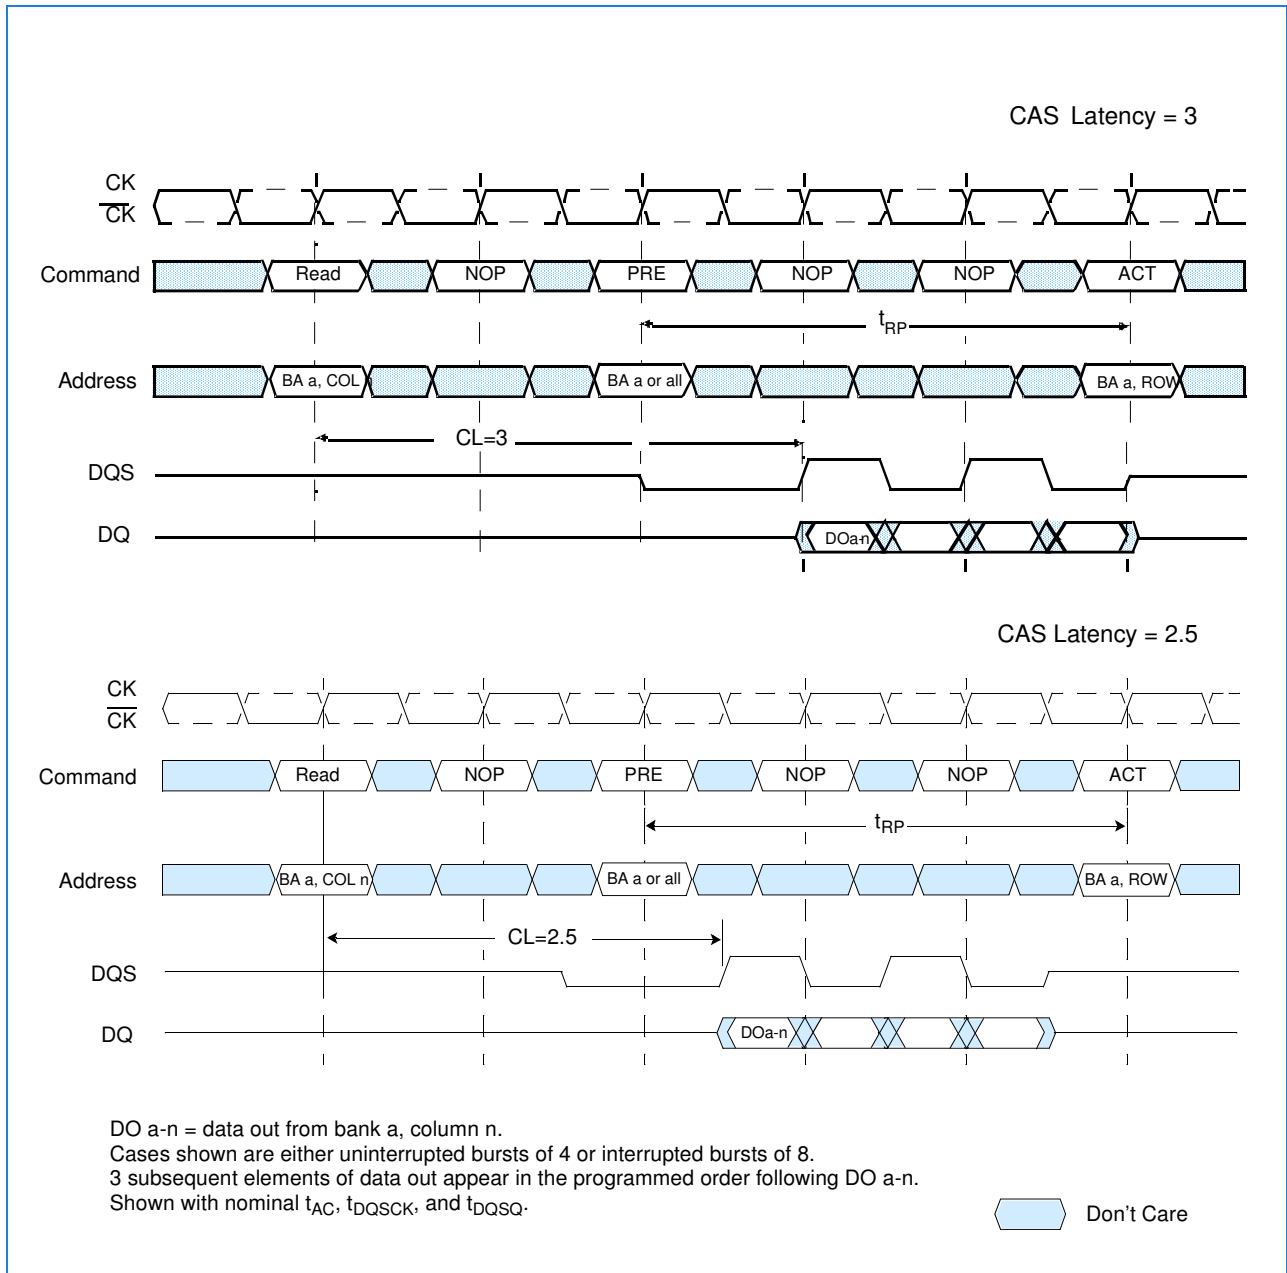 CAS Latency = 3
CK
CK
Command Read NOP PRE NOP NOP ACT
tRP
Address BA a, COL n BA a or all BA a, ROW
CL=3
DQS
DQ DOa-n
CAS Latency = 2.5
CK
CK
Command Read NOP PRE NOP NOP ACT
tRP
Address BA a, COL n BA a or all BA a, ROW
CL=2.5
DQS
DQ DOa-n
DO a-n = data out from bank a, column n.
Cases shown are either uninterrupted bursts of 4 or interrupted bursts of 8.
3 subsequent elements of data out appear in the programmed order following DO a-n.
Shown with nominal tAC, tDQSCK, and tDQSQ.
Don't Care